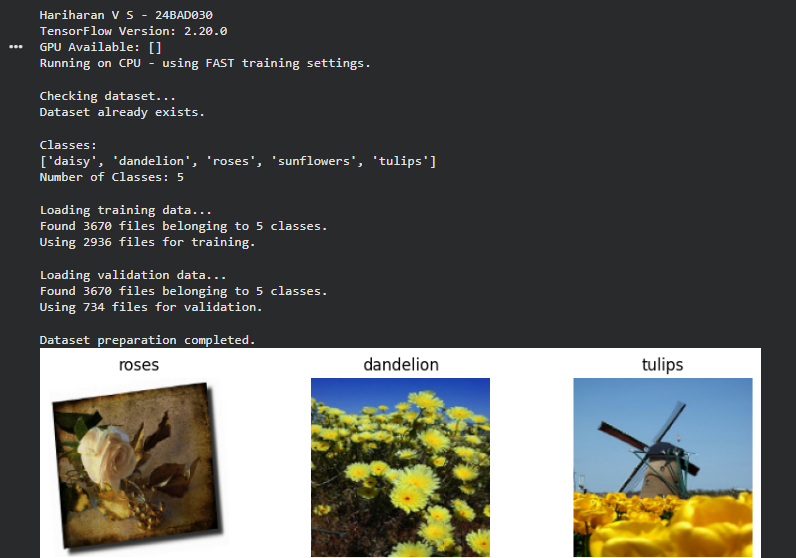 Hariharan V S - 24BAD030
TensorFlow Version: 2.20.0
GPU Available: []
Running on CPU - using FAST training settings.
Checking dataset...
Dataset already exists.
Classes:
['daisy', 'dandelion', 'roses', 'sunflowers', 'tulips']
Number of Classes: 5
Loading training data...
Found 3670 files belonging to 5 classes.
Using 2936 files for training.
Loading validation data...
Found 3670 files belonging to 5 classes.
Using 734 files for validation.
Dataset preparation completed.
roses dandelion tulips